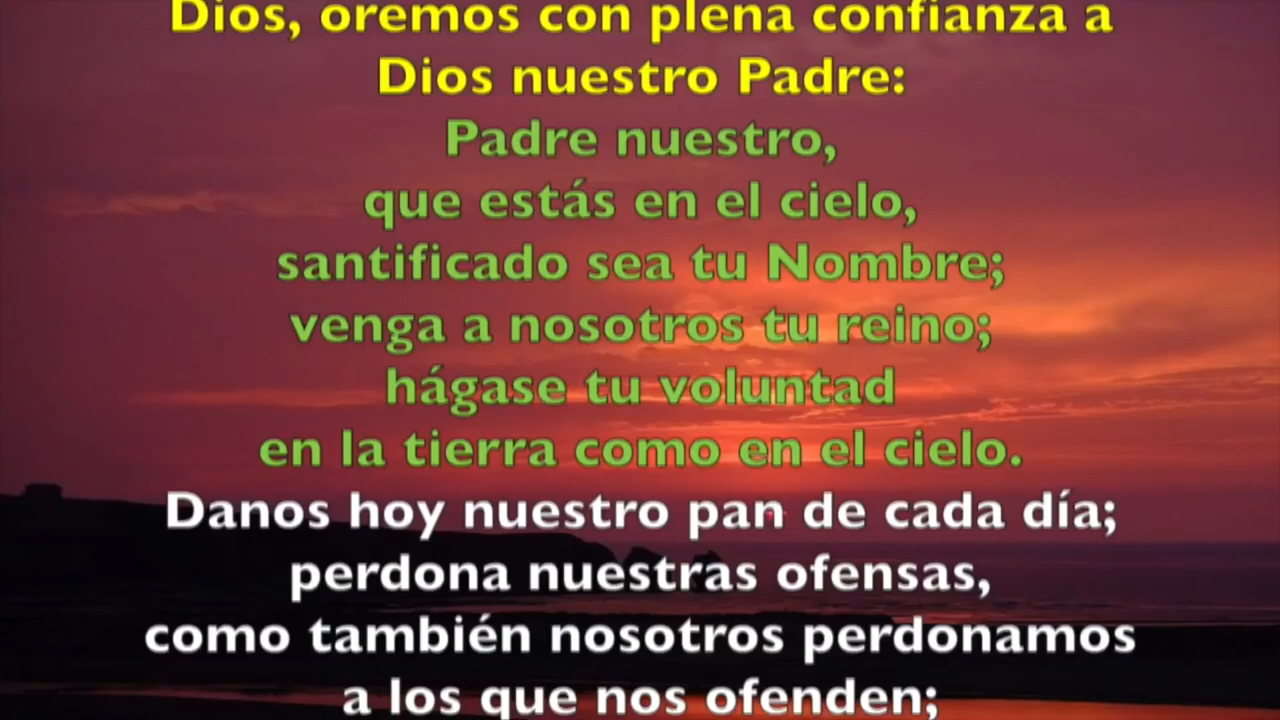 Dios, oremos con plena confianza a
Dios nuestro Padre:
Padre nuestro,
que estás en el cielo,
santificado sea tu Nombre;
venga a nosotros tu reino;
hágase tu voluntad
en la tierra como en el cielo.
Danos hoy nuestro pan de cada día;
perdona nuestras ofensas,
como también nosotros perdonamos
a los que nos ofenden;